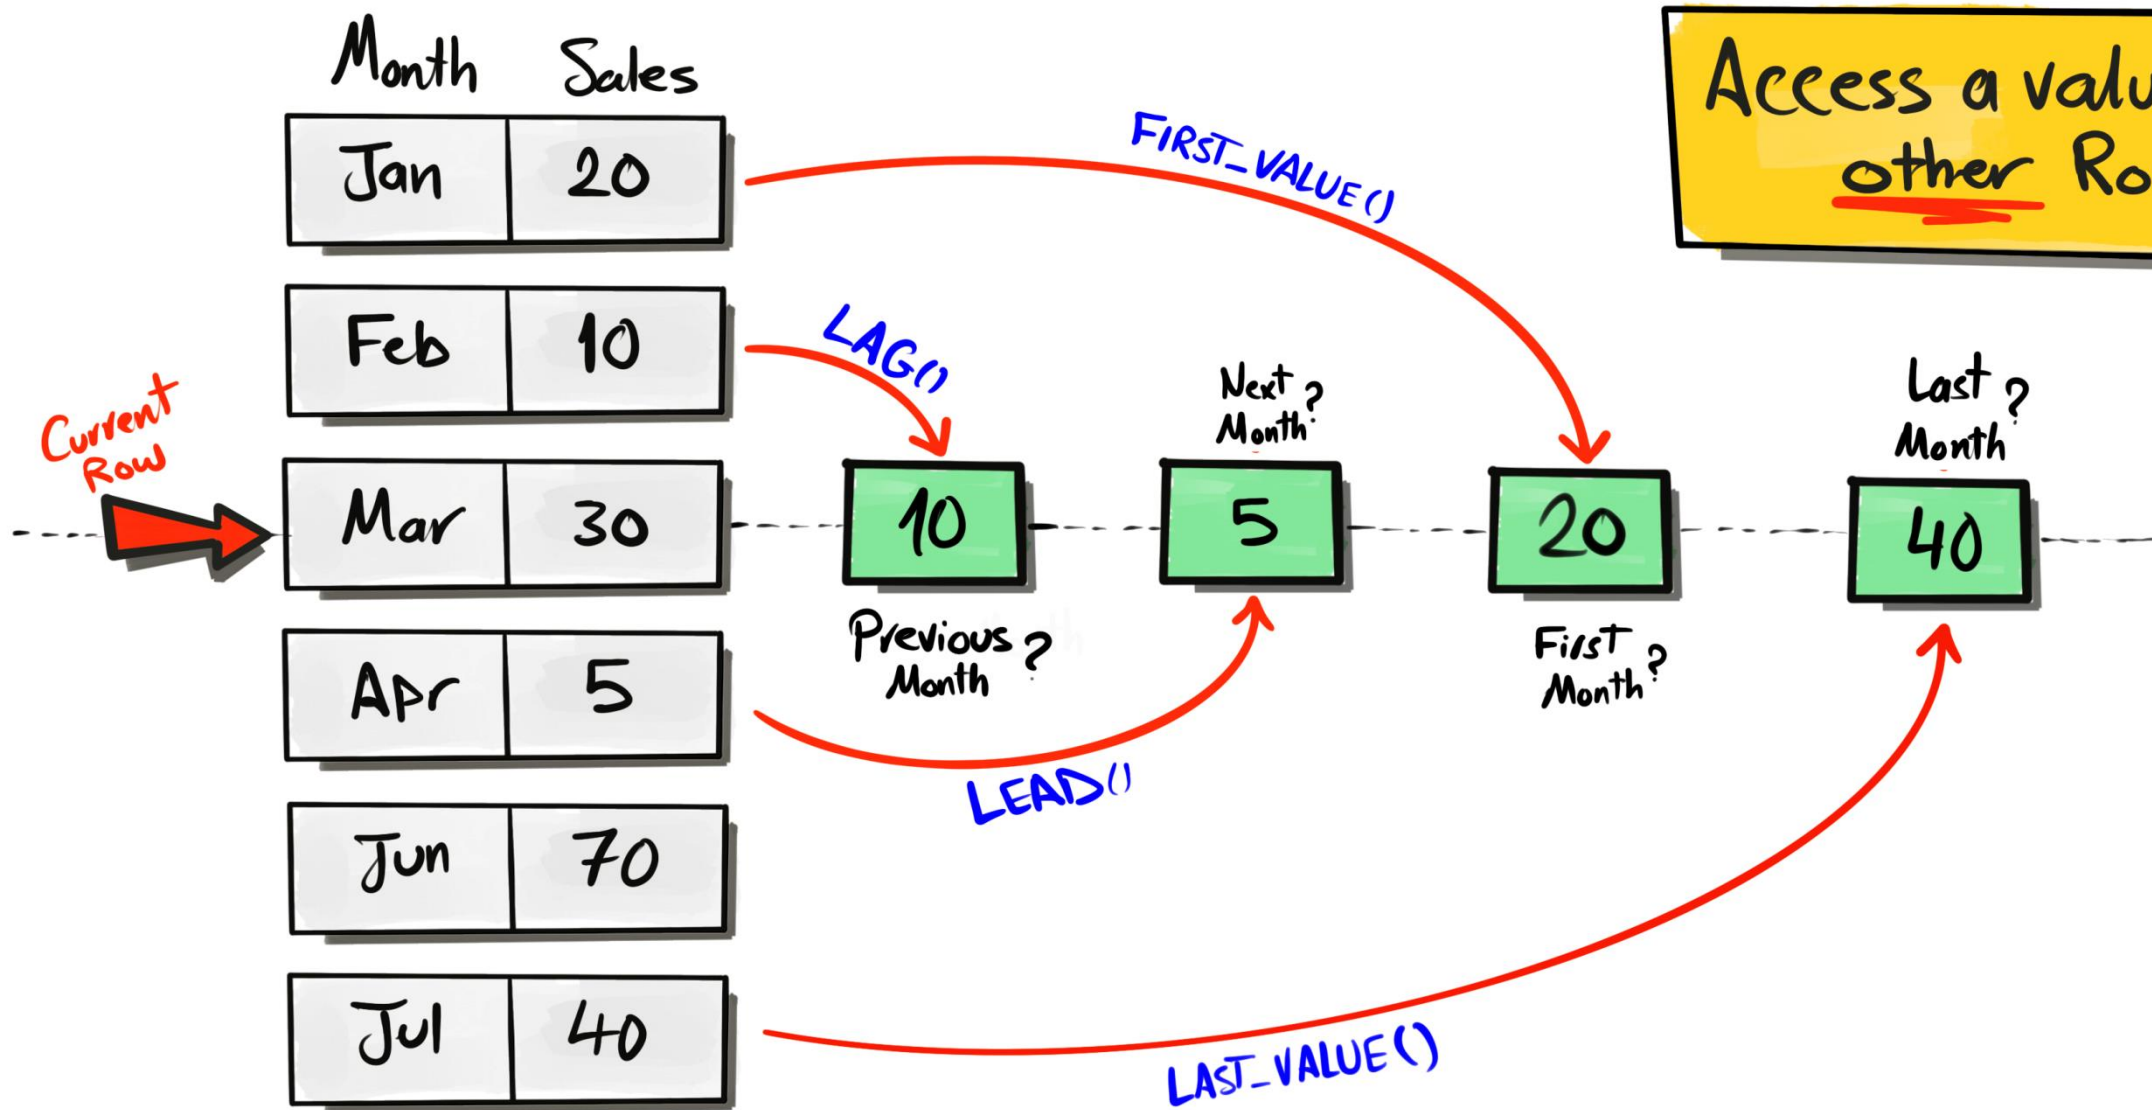 Month Sales
Jan 20
Feb 10
Mar 30
Apr 5
Jun 70
Jul 40
Current
Row
FIRST_VALUE()
LAG()
LEAD()
LAST_VALUE()
10
Previous
Month?
Next
Month?
5
20
First
Month?
Last
Month?
40
Access a valu
other Ro